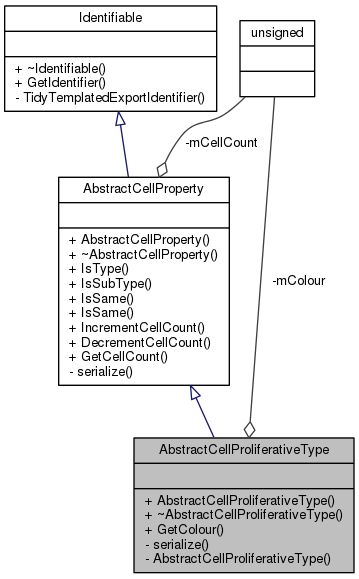 Identifiable
+ ~Identifiable()
+ GetIdentifier()
- TidyTemplatedExportIdentifier()
unsigned
-mCellCount
AbstractCellProperty
+ AbstractCellProperty()
+ ~AbstractCellProperty()
+ IsType()
+ IsSubType()
+ IsSame()
+ IsSame()
+ IncrementCellCount()
+ DecrementCellCount()
+ GetCellCount()
- serialize()
-mColour
AbstractCellProliferativeType
+ AbstractCellProliferativeType()
+ ~AbstractCellProliferativeType()
+ GetColour()
- serialize()
- AbstractCellProliferativeType()